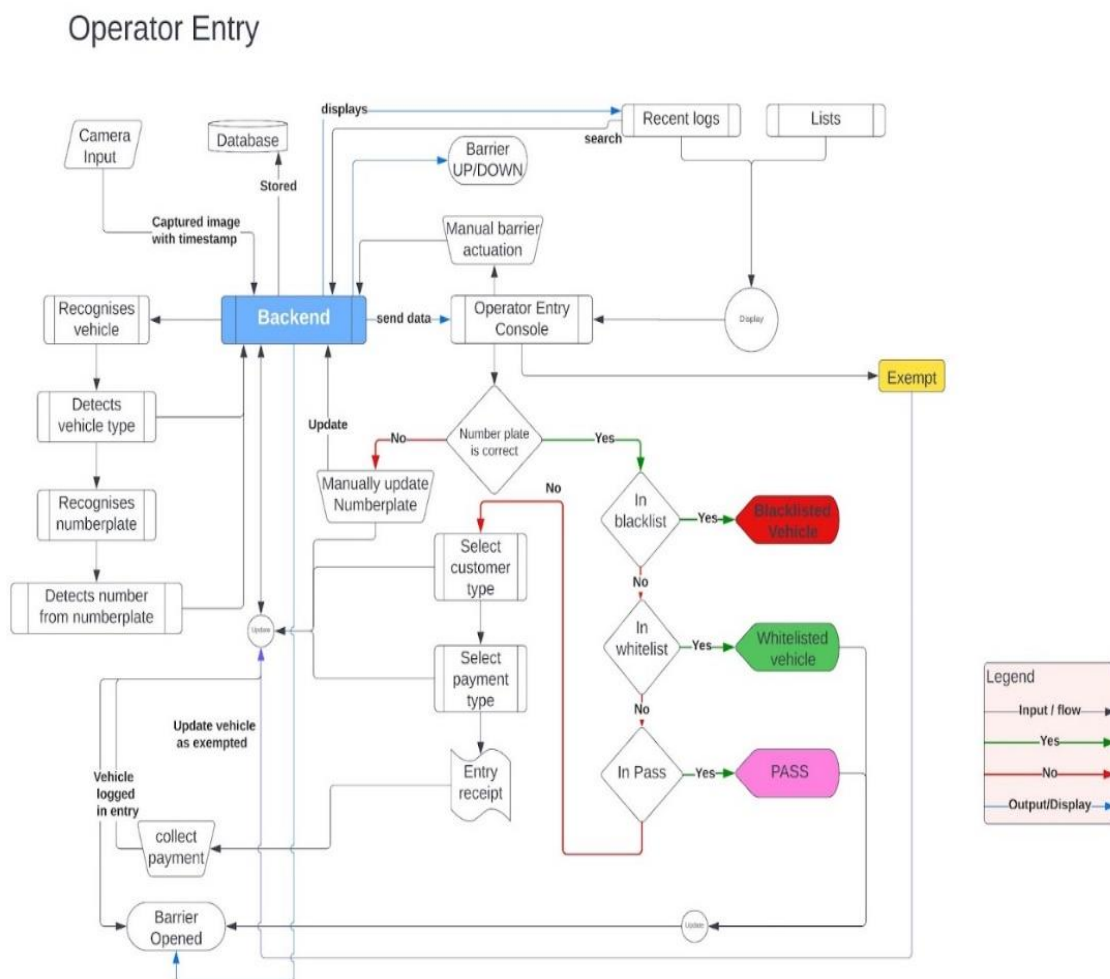 Operator Entry
displays
Recent logs
Lists
search
Camera
Input
Database
Barrier
UP/DOWN
Stored
Captured image
with timestamp
Manual barrier
actuation
Recognises
vehicle
Backend
send data
Operator Entry
Console
Display
Exempt
Detects
vehicle type
Update
No
Number plate
is correct
Yes
Manually update
Numberplate
No
In
blacklist
Yes
Blacklisted
Vehicle
Recognises
numberplate
Select
customer
type
No
Detects number
from numberplate
Update
In
whitelist
Yes
Whitelisted
vehicle
Select
payment
type
No
Legend
Input / flow
Yes
No
Output/Display
Update vehicle
as exempted
Vehicle
logged
in entry
Entry
receipt
In Pass
Yes
PASS
collect
payment
Barrier
Opened
Update